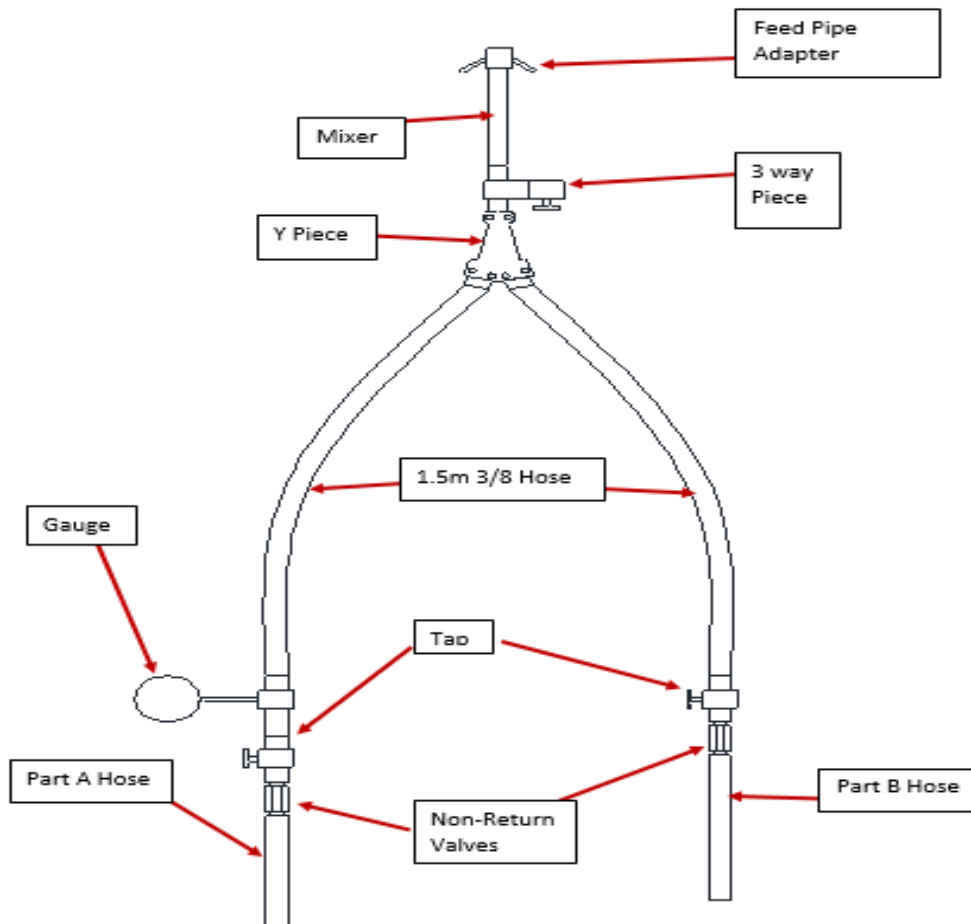 Feed Pipe
Adapter
Mixer
3 way
Piece
Y Piece
1.5m 3/8 Hose
Gauge
Tap
Part A Hose
Part B Hose
Non-Return
Valves